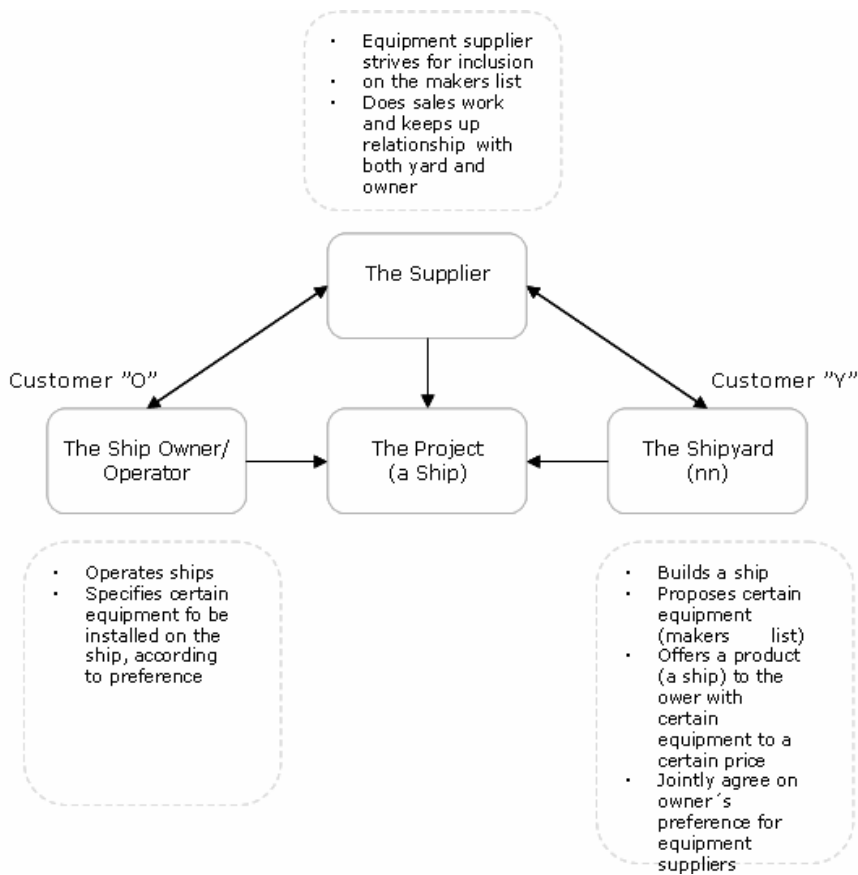 · Equipment supplier
strives for inclusion
· on the makers list
· Does sales work
and keeps up
relationship with
both yard and
owner
The Supplier
Customer "O"
Customer "Y"
The Ship Owner/
Operator
The Project
(a Ship)
The Shipyard
(nn)
· Operates ships
· Specifies certain
equipment fo be
installed on the
ship, according
to preference
· Builds a ship
· Proposes certain
equipment
(makers list)
· Offers a product
(a ship) to the
ower with
certain
equipment to a
certain price
· Jointly agree on
owner´s
preference for
equipment
suppliers